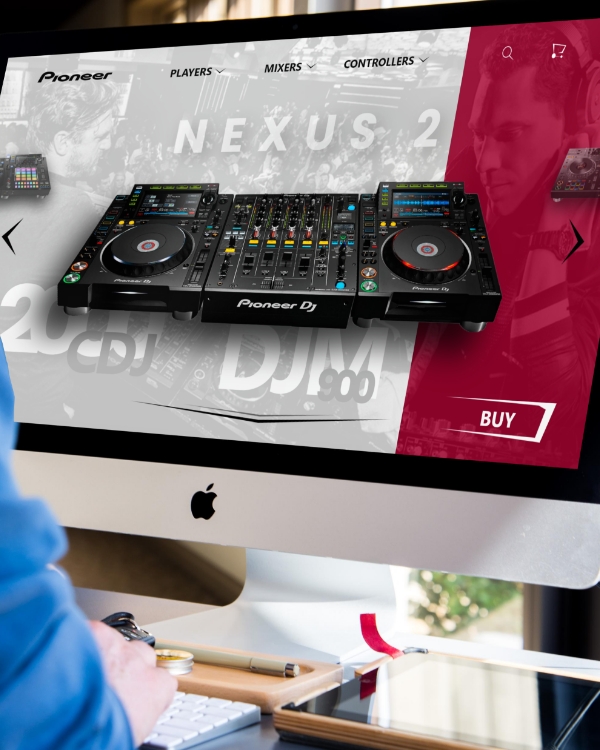 Pioneer
PLAYERS
MIXERS
CONTROLLERS
NEXUS 2
Pioneer Dj
CDJ
DJM
900
BUY